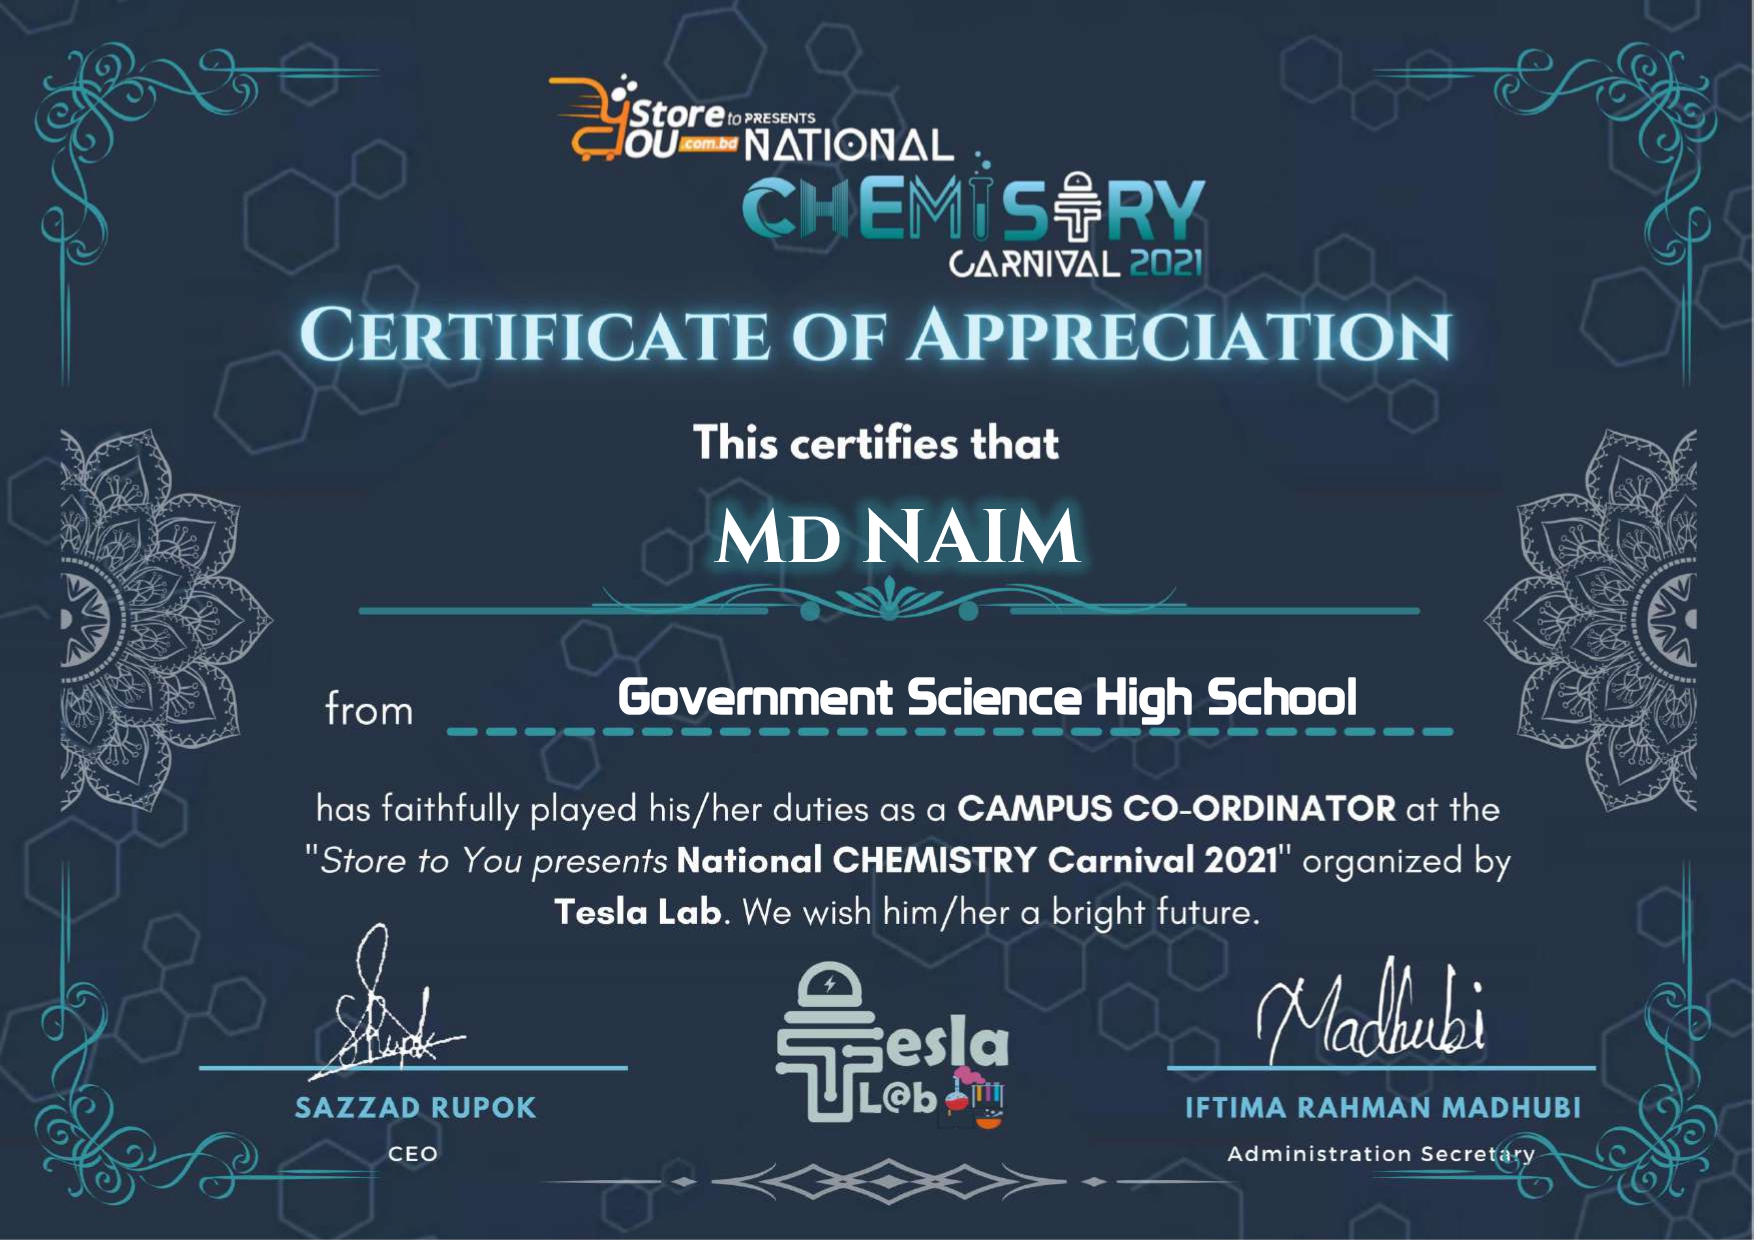 Store to PRESENTS
YOU .com.bd NATIONAL
CHEMISTRY
CARNIVAL 2021
CERTIFICATE OF APPRECIATION
This certifies that
MD NAIM
from Government Science High School
has faithfully played his/her duties as a CAMPUS CO-ORDINATOR at the
"Store to You presents National CHEMISTRY Carnival 2021" organized by
Tesla Lab. We wish him/her a bright future.
Rupok
Madhubi
Tesla
L@b
SAZZAD RUPOK
IFTIMA RAHMAN MADHUBI
CEO
Administration Secretary